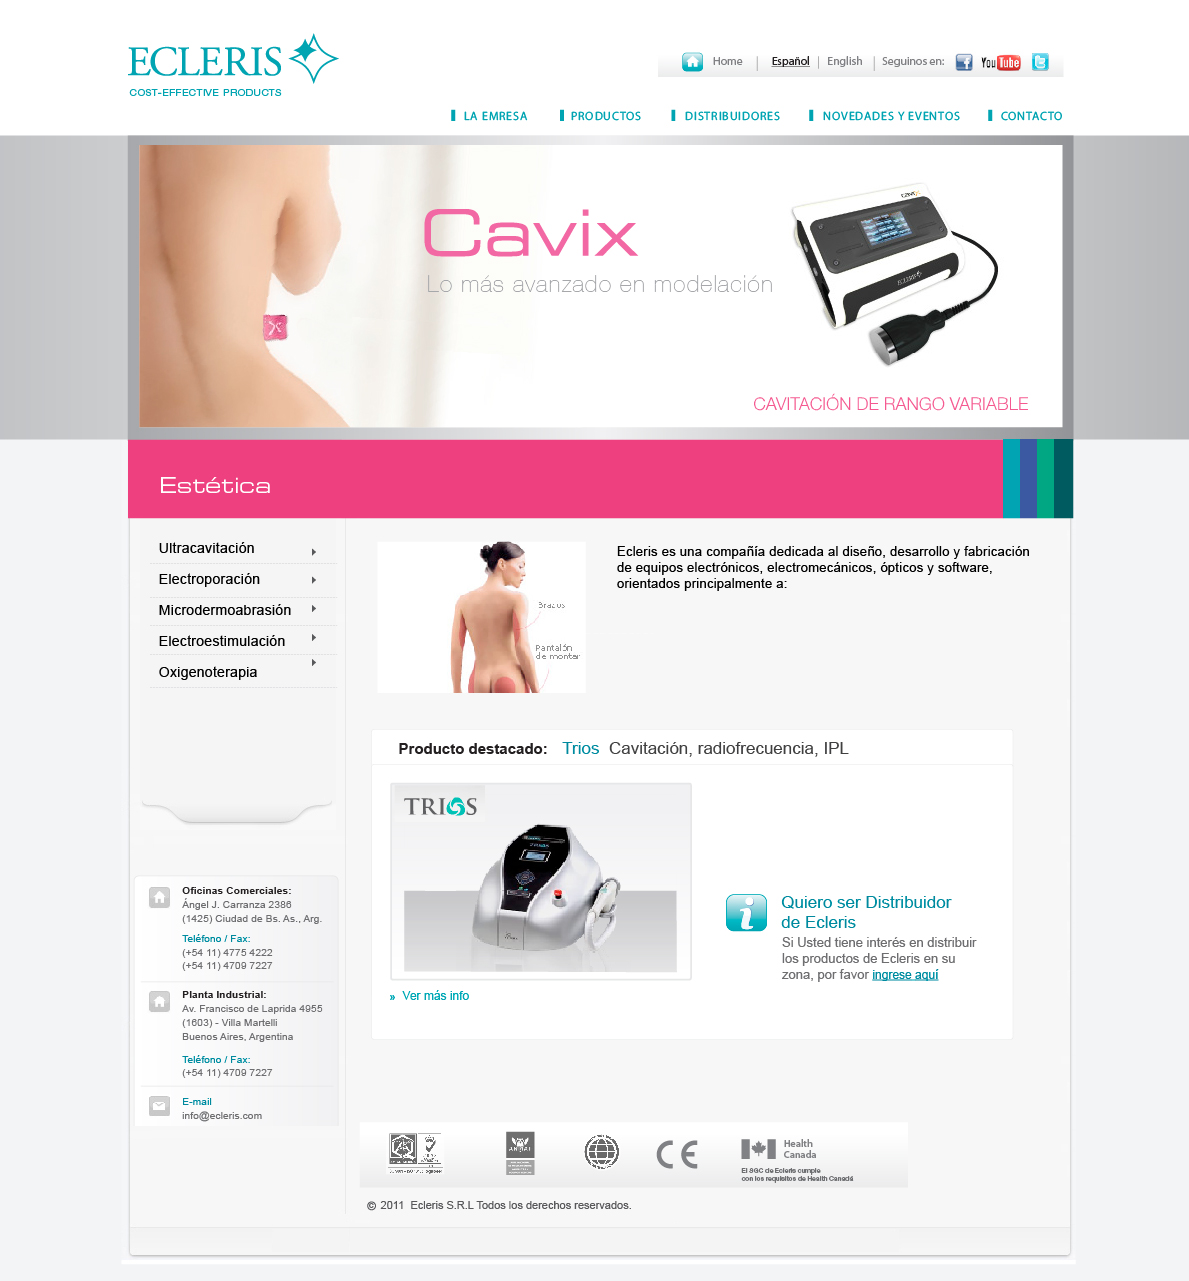 ECLERIS
COST-EFFECTIVE PRODUCTS
Home
Español
English
Seguinos en:
You Tube
LA EMRESA
PRODUCTOS
DISTRIBUIDORES
NOVEDADES Y EVENTOS
CONTACTO
Cavix
Lo más avanzado en modelación
ECLERIS
CAVITACIÓN DE RANGO VARIABLE
Estética
Ultracavitación
Electroporación
Microdermoabrasión
Electroestimulación
Oxigenoterapia
Brazos
Pantalón
de montar
Ecleris es una compañía dedicada al diseño, desarrollo y fabricación
de equipos electrónicos, electromecánicos, ópticos y software,
orientados principalmente a:
Producto destacado: Trios Cavitación, radiofrecuencia, IPL
TRIOS
» Ver más info
Quiero ser Distribuidor
de Ecleris
Si Usted tiene interés en distribuir
los productos de Ecleris en su
zona, por favor ingrese aquí
Oficinas Comerciales:
Ángel J. Carranza 2386
(1425) Ciudad de Bs. As., Arg.
Teléfono / Fax:
(+54 11) 4775 4222
(+54 11) 4709 7227
Planta Industrial:
Av. Francisco de Laprida 4955
(1603) - Villa Martelli
Buenos Aires, Argentina
Teléfono / Fax:
(+54 11) 4709 7227
E-mail
info@ecleris.com
CE
Health
Canada
El SGC de Ecleris cumple
con los requisitos de Health Canadá
© 2011 Ecleris S.R.L Todos los derechos reservados.